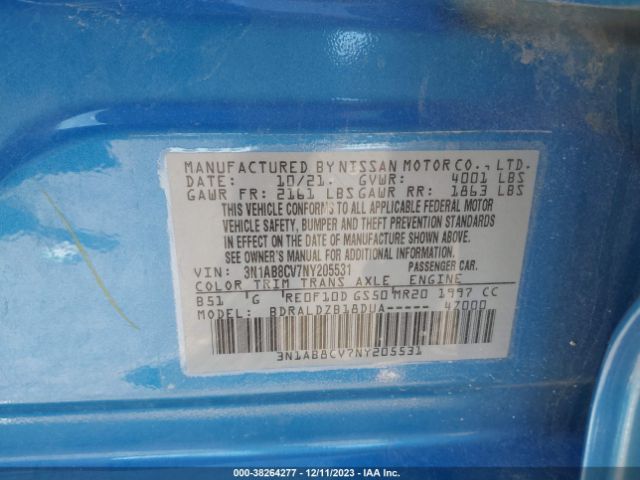 MANUFACTURED BY NISSAN MOTOR CO., LTD.
DATE: 10/21. GVWR: 4001 LBS
GAWR FR: 2161 LBS GAWR RR: 1863 LBS
THIS VEHICLE CONFORMS TO ALL APPLICABLE FEDERAL MOTOR
VEHICLE SAFETY, BUMPER AND THEFT PREVENTION STANDARDS
IN EFFECT ON THE DATE OF MANUFACTURE SHOWN ABOVE.
SEE OWNER'S MANUAL FOR ADDITIONAL INFORMATION.
VIN: 3N1AB8CV7NY205531 PASSENGER CAR.
COLOR TRIM TRANS AXLE ENGINE
B51 G RE0F10D GS50 MR20 1997 CC
MODEL: BDRALDZB18DUA----- 47000
3N1AB8CV7NY205531
000-38264277 - 12/11/2023 - IAAI